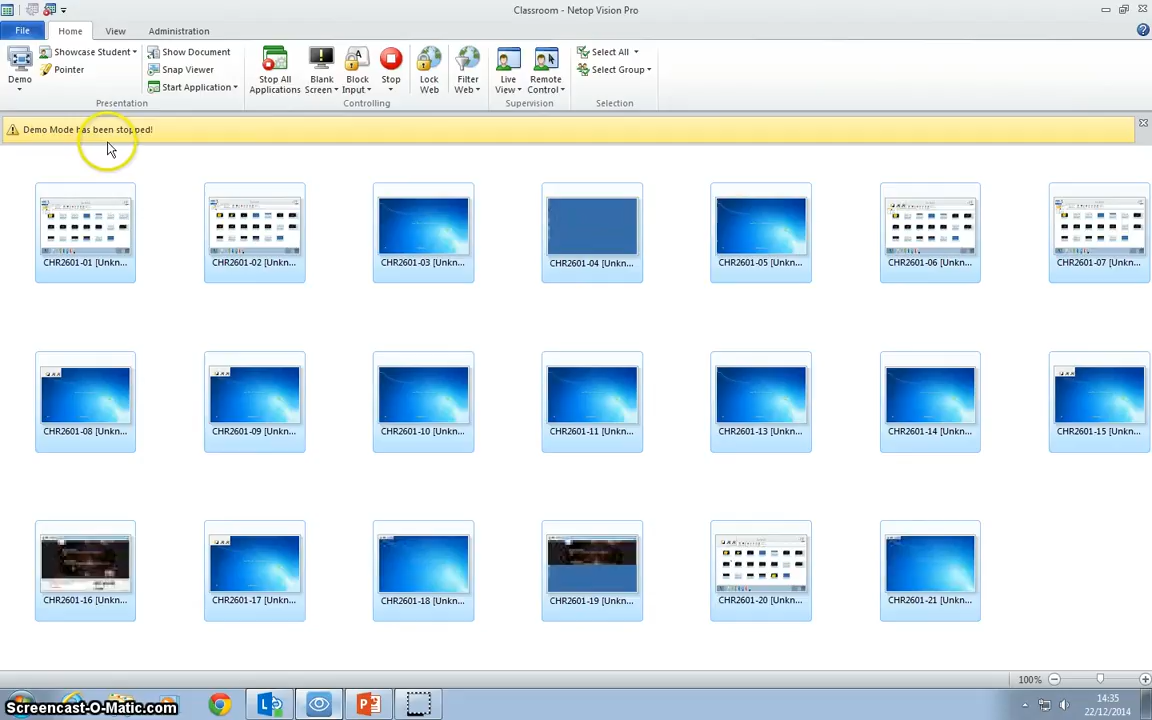 Classroom - Netop Vision Pro
File
Home
View
Administration
Demo
Showcase Student
Pointer
Show Document
Snap Viewer
Start Application
Presentation
Stop All
Applications
Blank
Screen
Block
Input
Stop
Lock
Web
Filter
Web
Controlling
Live
View
Remote
Control
Supervision
Select All
Select Group
Selection
Demo Mode has been stopped!
CHR2601-01 [Unkn...
CHR2601-02 [Unkn...
CHR2601-03 [Unkn...
CHR2601-04 [Unkn...
CHR2601-05 [Unkn...
CHR2601-06 [Unkn...
CHR2601-07 [Unkn...
CHR2601-08 [Unkn...
CHR2601-09 [Unkn...
CHR2601-10 [Unkn...
CHR2601-11 [Unkn...
CHR2601-13 [Unkn...
CHR2601-14 [Unkn...
CHR2601-15 [Unkn...
CHR2601-16 [Unkn...
CHR2601-17 [Unkn...
CHR2601-18 [Unkn...
CHR2601-19 [Unkn...
CHR2601-20 [Unkn...
CHR2601-21 [Unkn...
100%
Screencast-O-Matic.com
14:35
22/12/2014